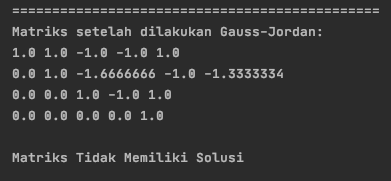 ================================================
Matriks setelah dilakukan Gauss-Jordan:
1.0 1.0 -1.0 -1.0 1.0
0.0 1.0 -1.6666666 -1.0 -1.3333334
0.0 0.0 1.0 -1.0 1.0
0.0 0.0 0.0 0.0 1.0
Matriks Tidak Memiliki Solusi